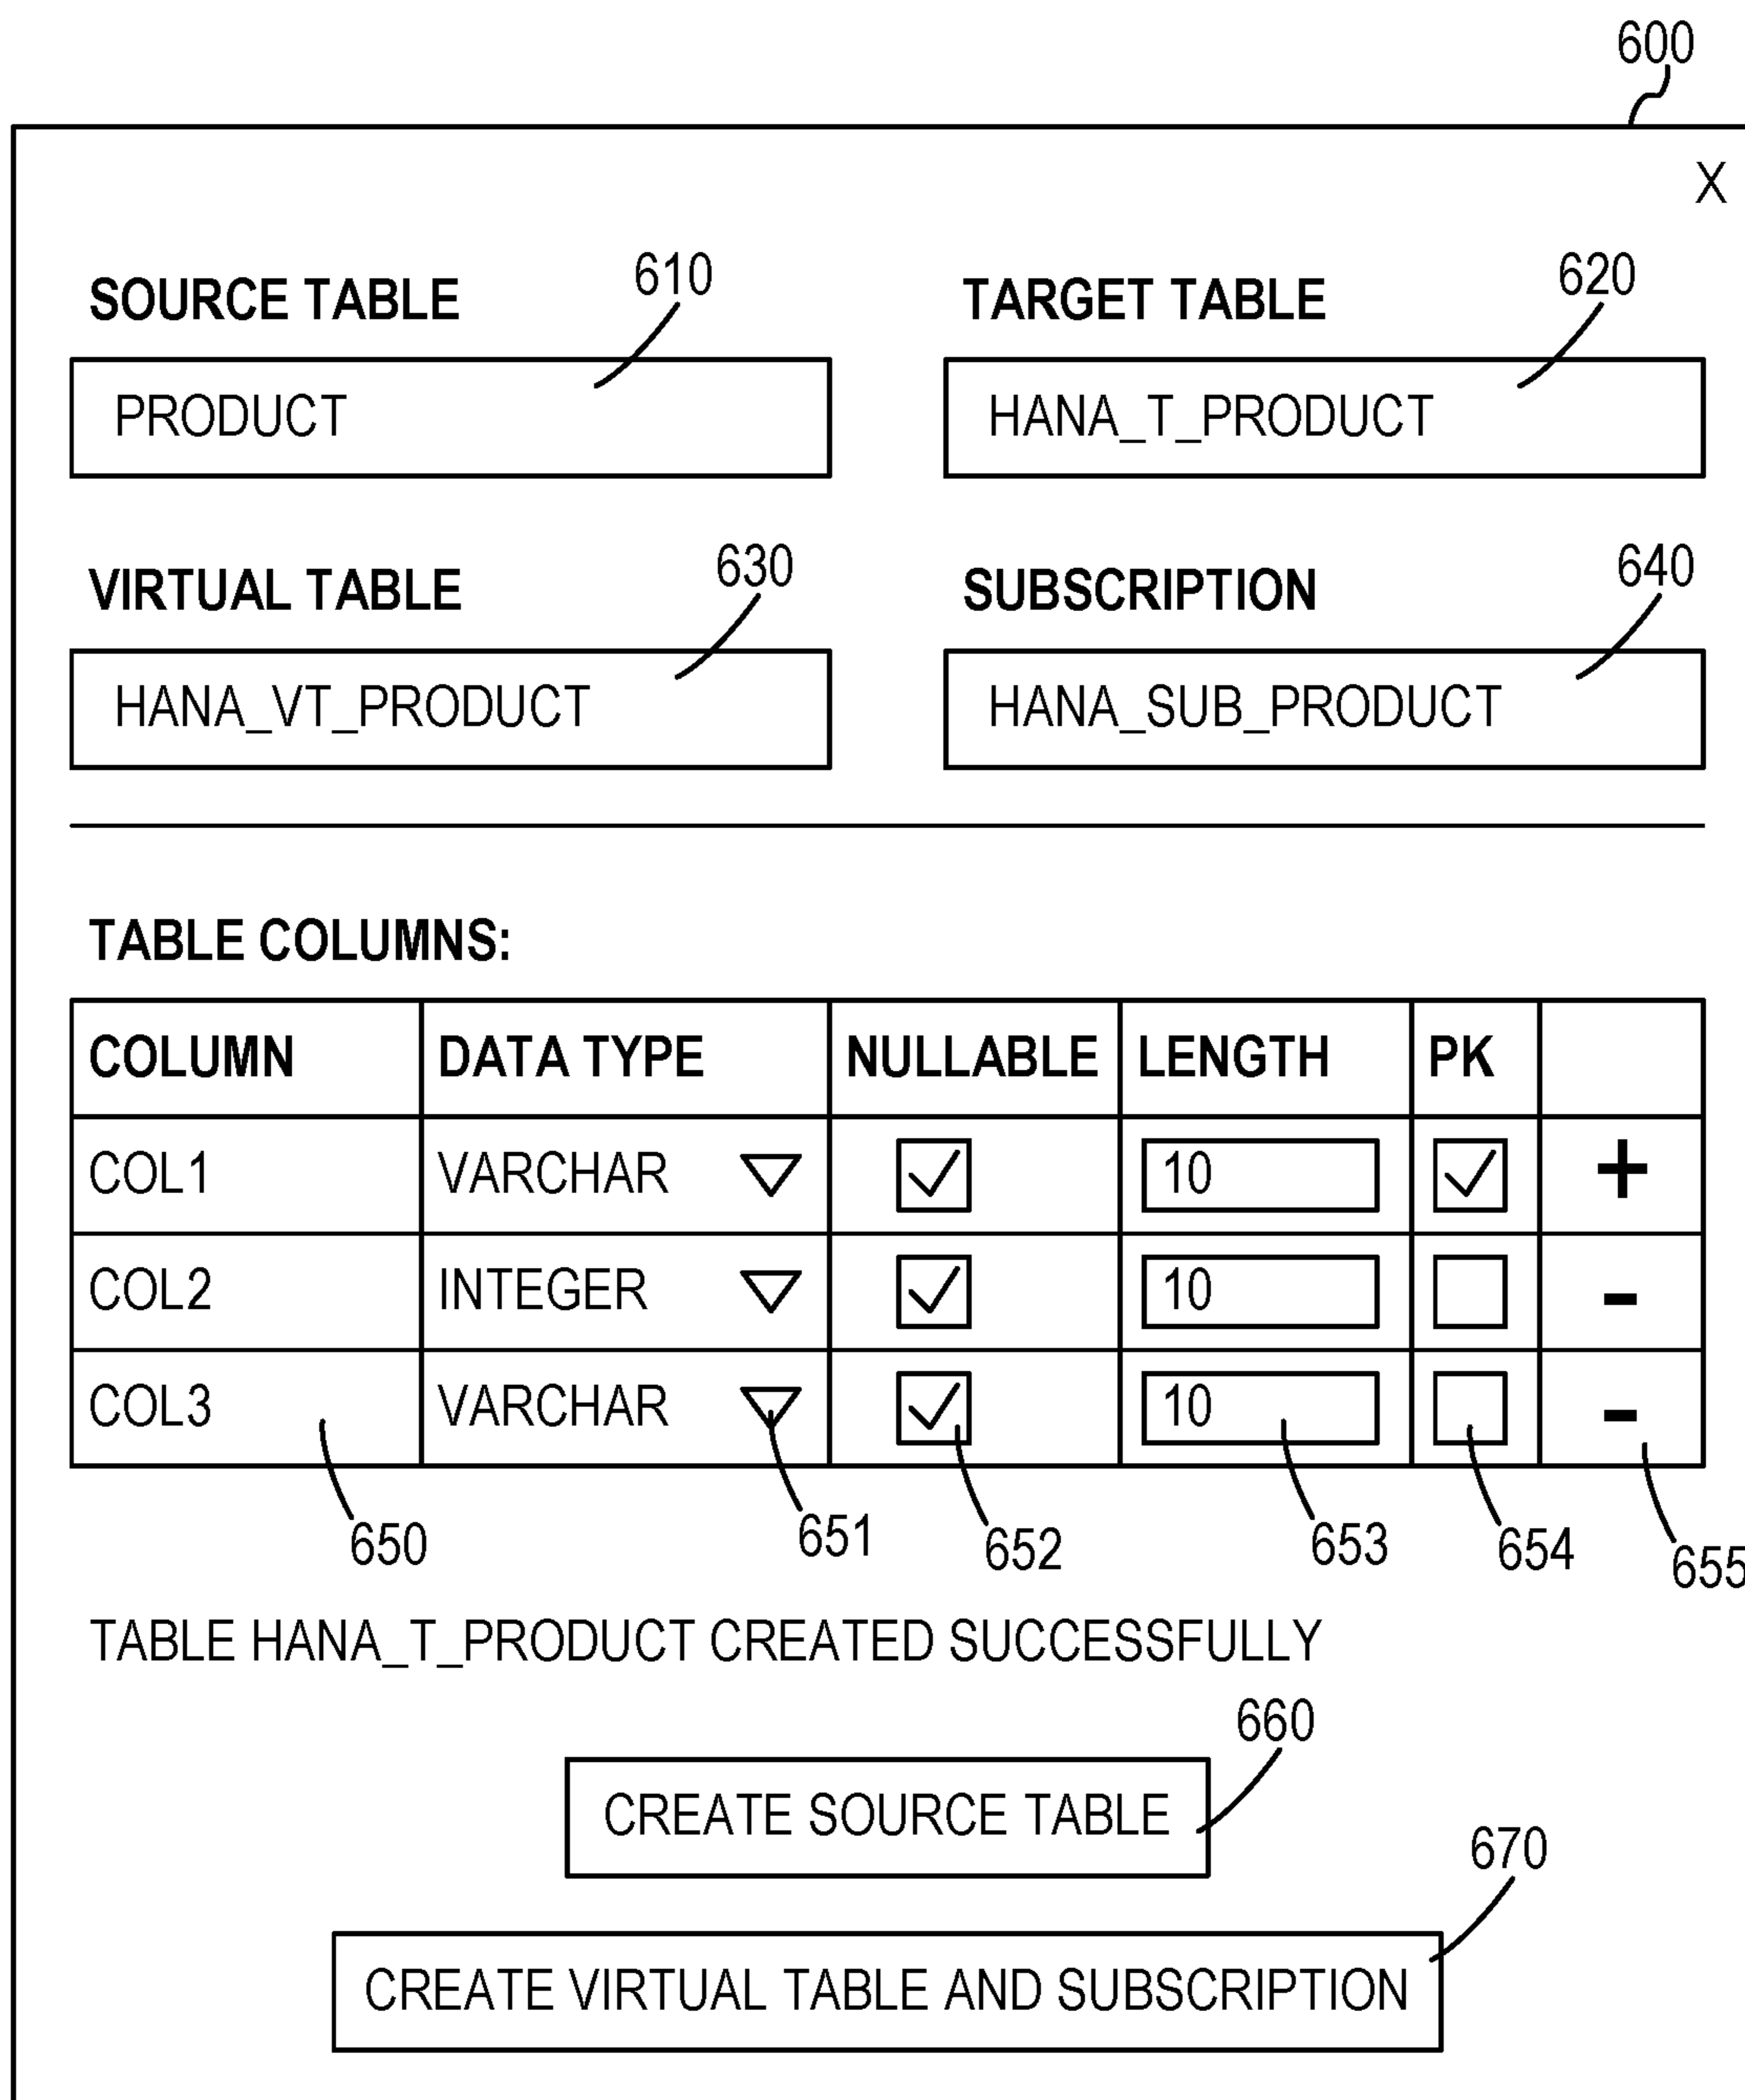 600
X
SOURCE TABLE 610 TARGET TABLE 620
PRODUCT HANA_T_PRODUCT
VIRTUAL TABLE 630 SUBSCRIPTION 640
HANA_VT_PRODUCT HANA_SUB_PRODUCT
TABLE COLUMNS:
COLUMN DATA TYPE NULLABLE LENGTH PK
COL1 VARCHAR 10 +
COL2 INTEGER 10 -
COL3 VARCHAR 10 -
650 651 652 653 654 655
TABLE HANA_T_PRODUCT CREATED SUCCESSFULLY
660
CREATE SOURCE TABLE
670
CREATE VIRTUAL TABLE AND SUBSCRIPTION